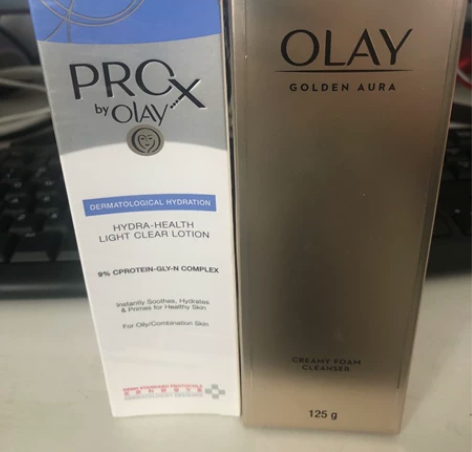 PROX
by OLAY
DERMATOLOGICAL HYDRATION
HYDRA-HEALTH
LIGHT CLEAR LOTION
9% CPROTEIN-GLY-N COMPLEX
Instantly Soothes, Hydrates
& Primes for Healthy Skin
For Oily/Combination Skin
OLAY
GOLDEN AURA
CREAMY FOAM
CLEANSER
125 g